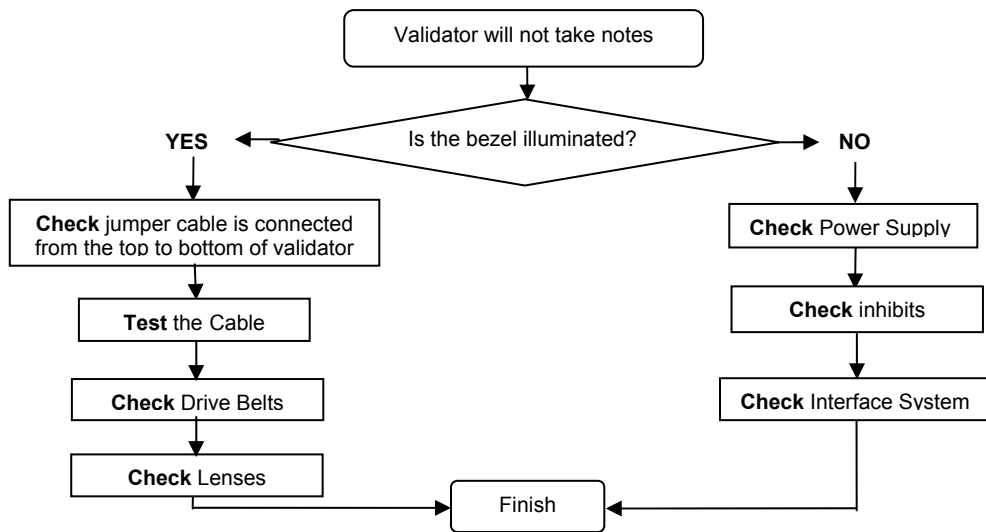 Validator will not take notes
Is the bezel illuminated?
YES
NO
Check jumper cable is connected
from the top to bottom of validator
Test the Cable
Check Drive Belts
Check Lenses
Check Power Supply
Check inhibits
Check Interface System
Finish